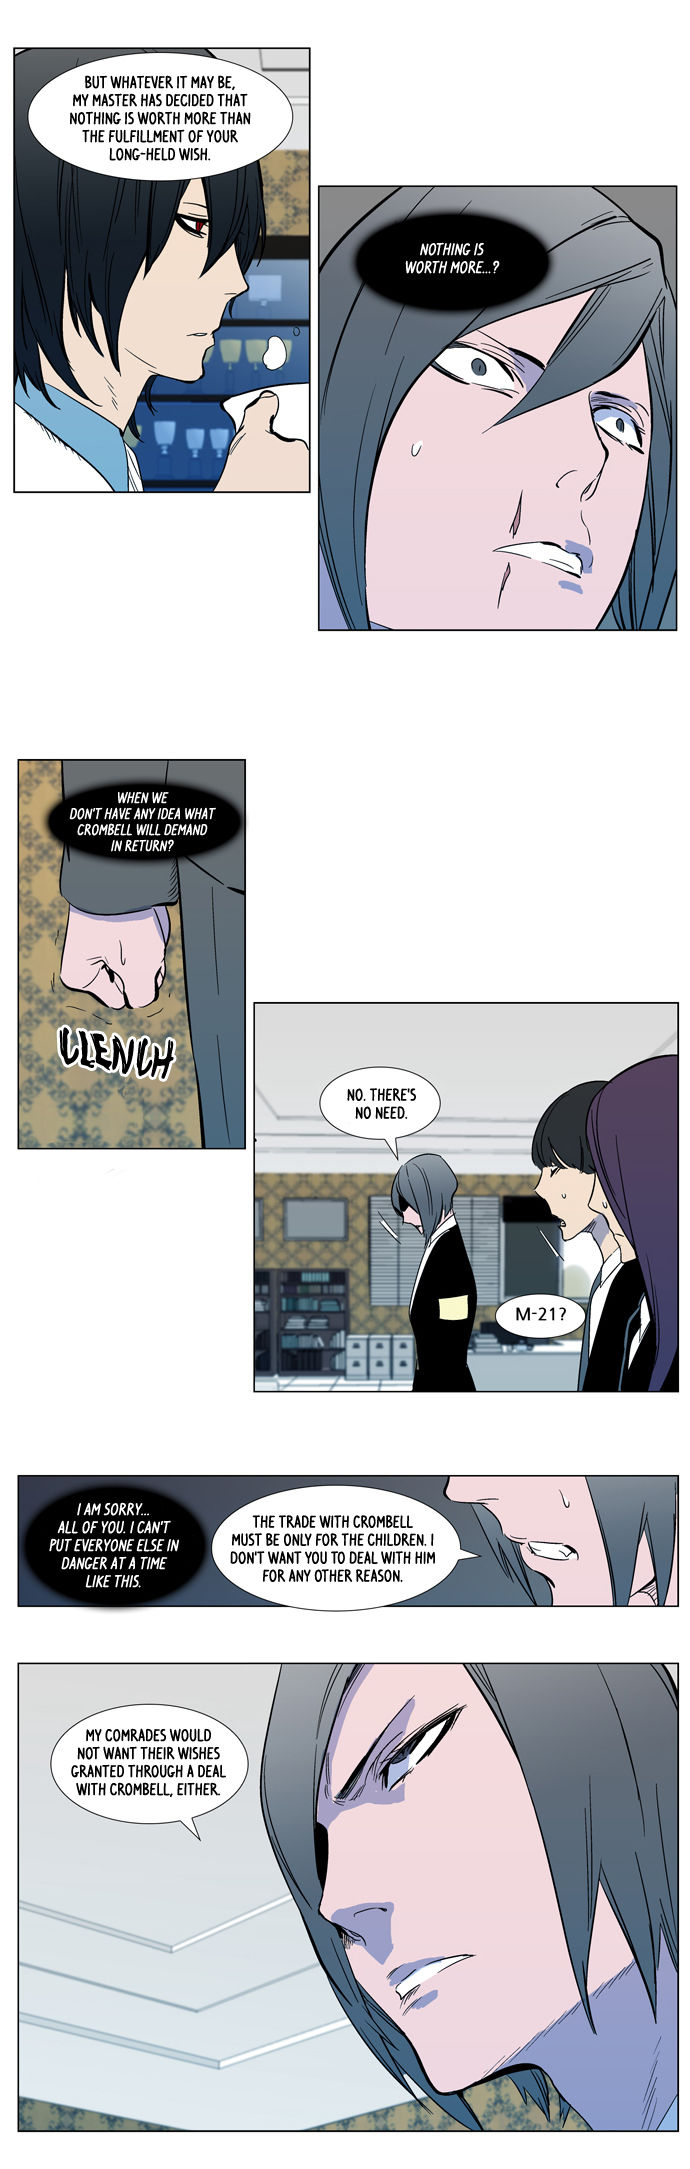 BUT WHATEVER IT MAY BE,
MY MASTER HAS DECIDED THAT
NOTHING IS WORTH MORE THAN
THE FULFILLMENT OF YOUR
LONG-HELD WISH.
NOTHING IS
WORTH MORE...?
WHEN WE
DON'T HAVE ANY IDEA WHAT
CROMBELL WILL DEMAND
IN RETURN?
CLENCH
NO. THERE'S
NO NEED.
M-21?
I AM SORRY...
ALL OF YOU. I CAN'T
PUT EVERYONE ELSE IN
DANGER AT A TIME
LIKE THIS.
THE TRADE WITH CROMBELL
MUST BE ONLY FOR THE CHILDREN. I
DON'T WANT YOU TO DEAL WITH HIM
FOR ANY OTHER REASON.
MY COMRADES WOULD
NOT WANT THEIR WISHES
GRANTED THROUGH A DEAL
WITH CROMBELL, EITHER.